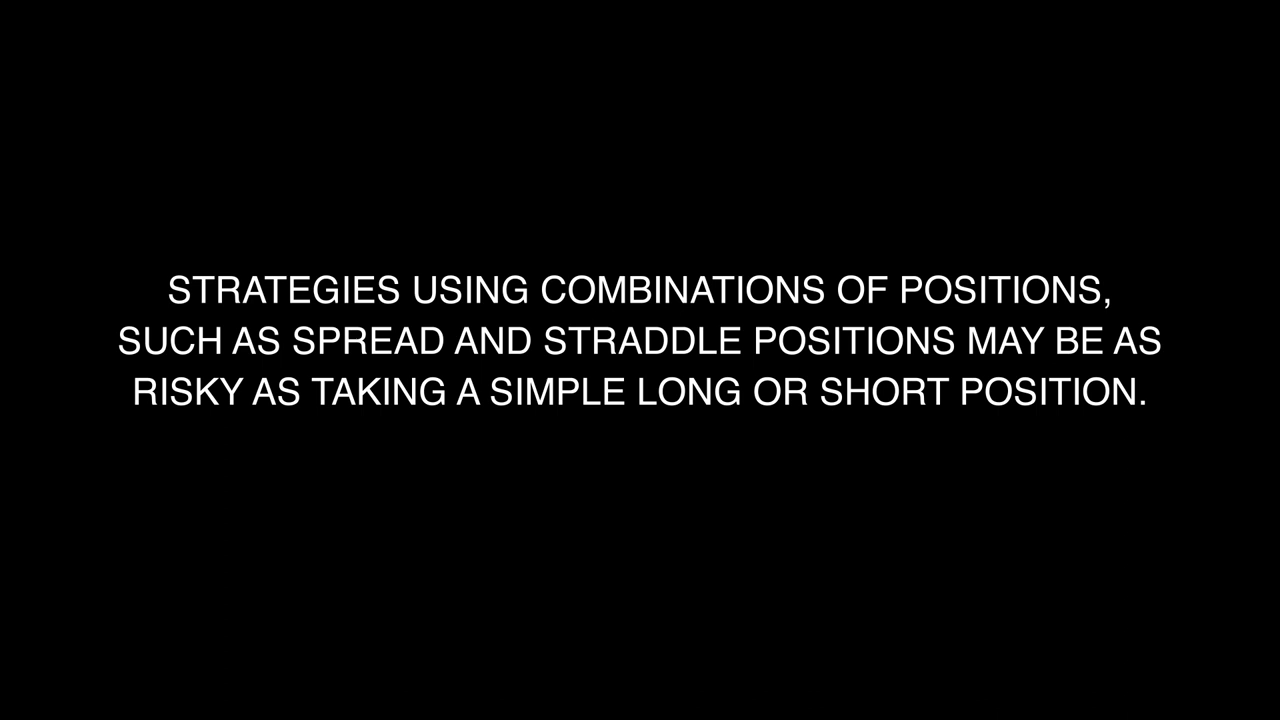 STRATEGIES USING COMBINATIONS OF POSITIONS,
SUCH AS SPREAD AND STRADDLE POSITIONS MAY BE AS
RISKY AS TAKING A SIMPLE LONG OR SHORT POSITION.